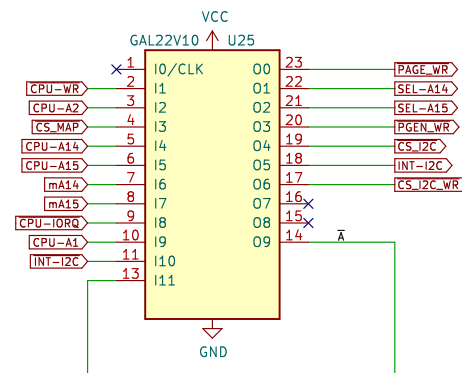 VCC
GAL22V10 U25
1 I0/CLK O0 23 PAGE_WR
CPU-WR 2 I1 O1 22 SEL-A14
CPU-A2 3 I2 O2 21 SEL-A15
CS_MAP 4 I3 O3 20 PGEN_WR
CPU-A14 5 I4 O4 19 CS_I2C
CPU-A15 6 I5 O5 18 INT-I2C
mA14 7 I6 O6 17 CS_I2C_WR
mA15 8 I7 O7 16
CPU-IORQ 9 I8 O8 15
CPU-A1 10 I9 O9 14 A
INT-I2C 11 I10
13 I11
GND